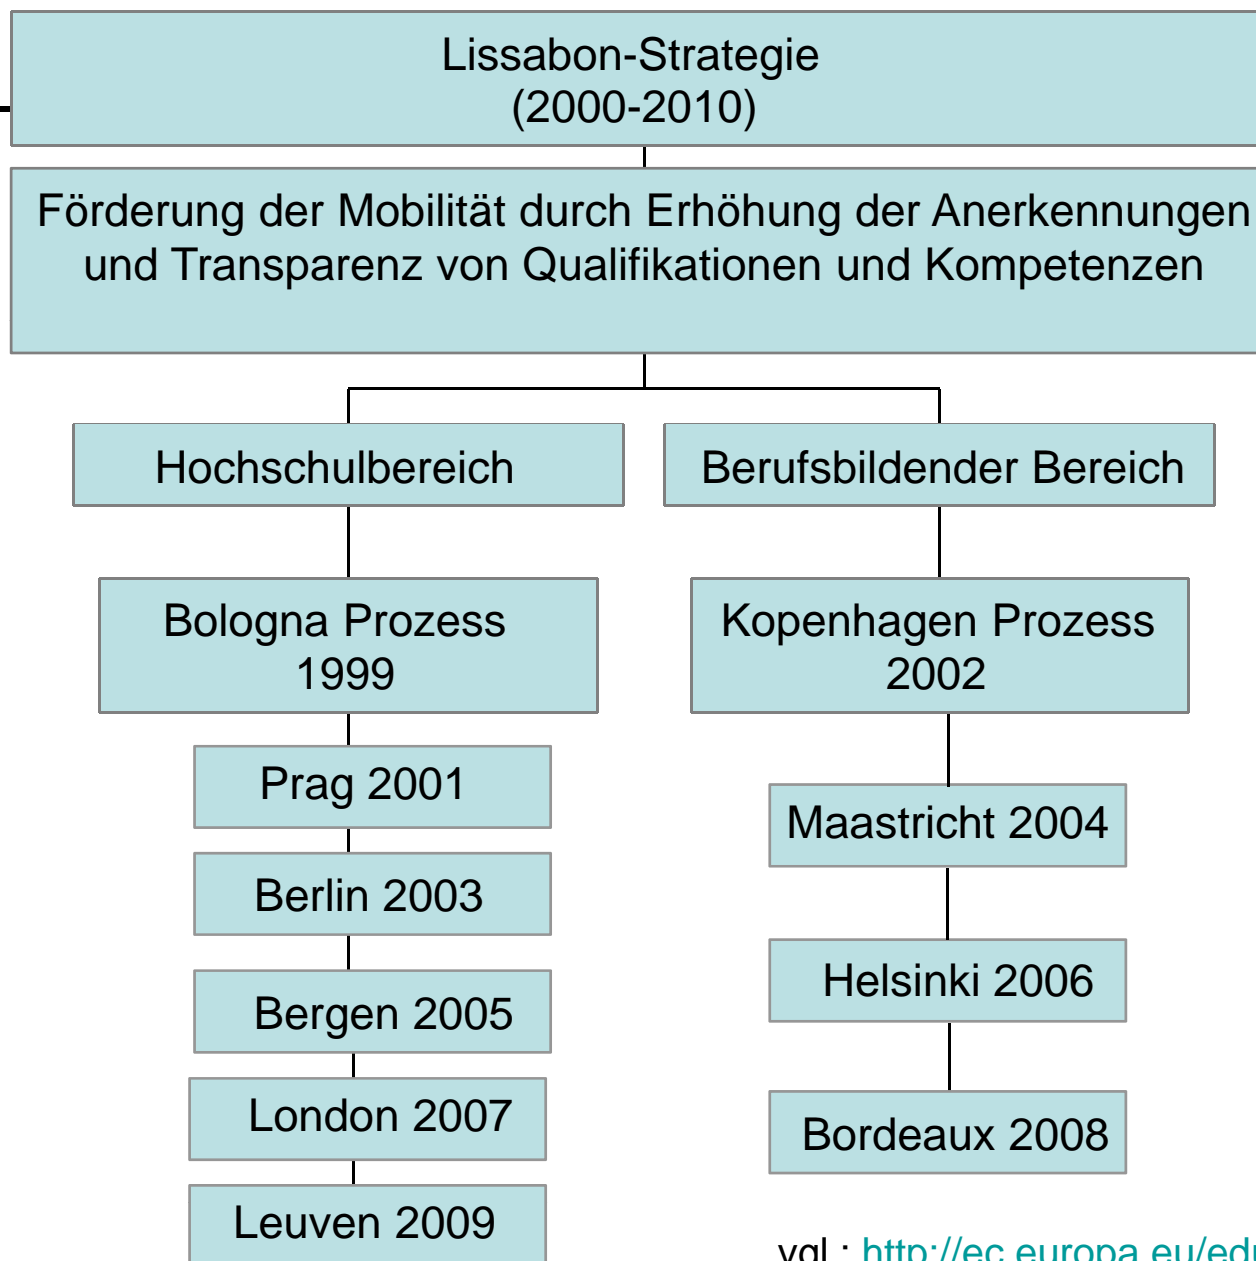 Lissabon-Strategie
(2000-2010)
Förderung der Mobilität durch Erhöhung der Anerkennungen
und Transparenz von Qualifikationen und Kompetenzen
Hochschulbereich
Berufsbildender Bereich
Bologna Prozess
1999
Kopenhagen Prozess
2002
Prag 2001
Berlin 2003
Bergen 2005
London 2007
Leuven 2009
Maastricht 2004
Helsinki 2006
Bordeaux 2008
vgl.: